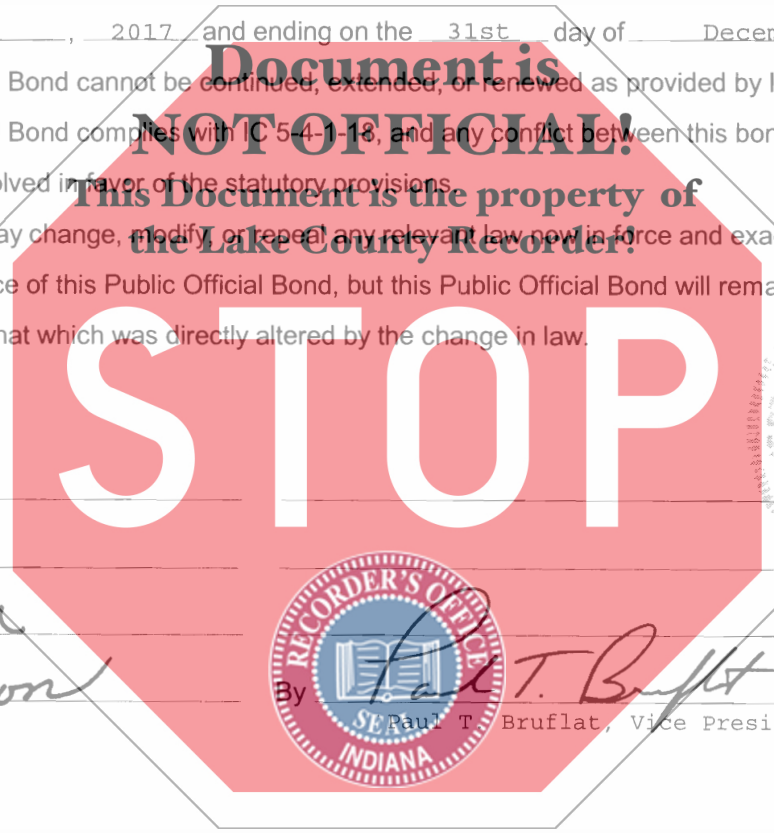 , 2017 and ending on the 31st day of Decem
Document is
Bond cannot be continued, extended, or renewed as provided by l
NOT OFFICIAL!
Bond complies with IC 5-4-1-18, and any conflict between this bon
This Document is the property of
olved in favor of the statutory provisions.
the Lake County Recorder!
ay change, modify, or repeal any relevant law now in force and exa
ce of this Public Official Bond, but this Public Official Bond will rema
hat which was directly altered by the change in law.
STOP
RECORDER'S OFFICE
SEAL
INDIANA
on
By Paul T. Bruflat
Paul T. Bruflat, Vice Presi